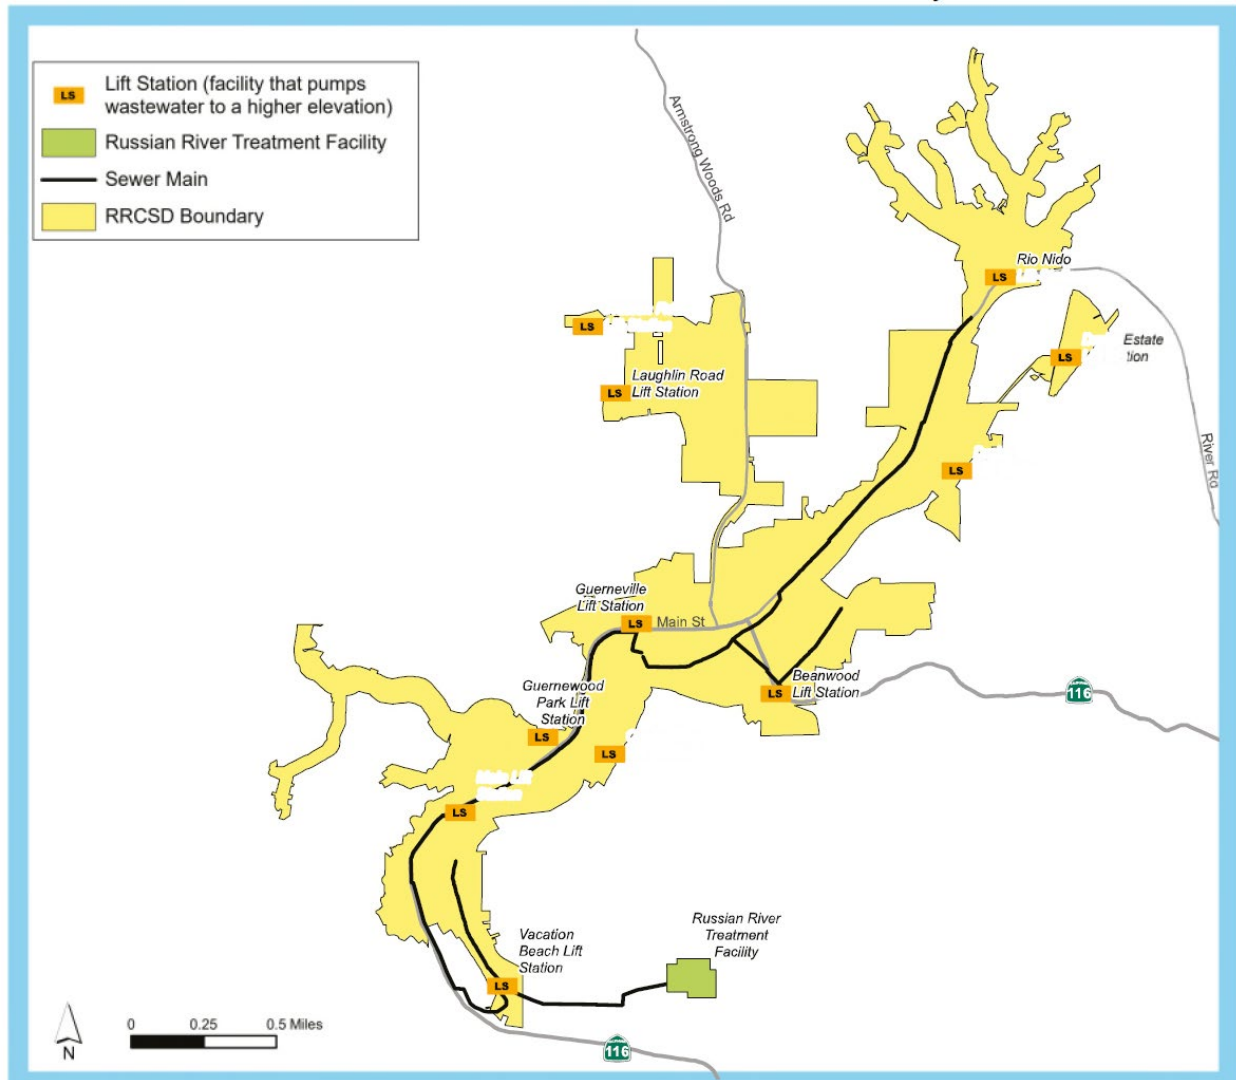 LS
Lift Station (facility that pumps
wastewater to a higher elevation)
Russian River Treatment Facility
Sewer Main
RRCSD Boundary
Armstrong Woods Rd
Rio Nido
LS
LS
Estate
LS
Laughlin Road
LS
Lift Station
River Rd
LS
Guerneville
Lift Station
LS
Main St
Beanwood
LS
Lift Station
116
Guernewood
Park Lift
Station
LS
LS
LS
Russian River
Treatment
Facility
Vacation
Beach Lift
Station
LS
0 0.25 0.5 Miles
N
116